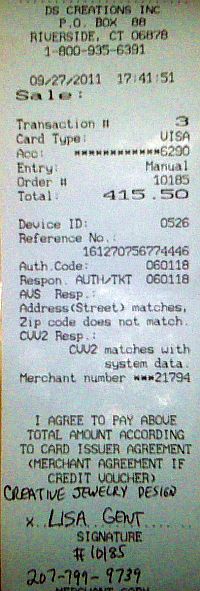 DS CREATIONS INC
P.O. BOX 88
RIVERSIDE, CT 06878
1-800-935-6391
09/27/2011 17:41:51
Sale:
Transaction # 3
Card Type: VISA
Acc: ************6290
Entry: Manual
Order # 10185
Total: 415.50
Device ID: 0526
Reference No.:
161270756774446
Auth.Code: 060118
Respon. AUTH/TKT 060118
AVS Resp.:
Address(Street) matches,
Zip code does not match.
CVV2 Resp.:
CVV2 matches with
system data.
Merchant number ***21794
I AGREE TO PAY ABOVE
TOTAL AMOUNT ACCORDING
TO CARD ISSUER AGREEMENT
(MERCHANT AGREEMENT IF
CREDIT VOUCHER)
CREATIVE JEWELRY DESIGN
x..LISA GENT
SIGNATURE
# 10185
207-799-9739
MERCHANT COPY